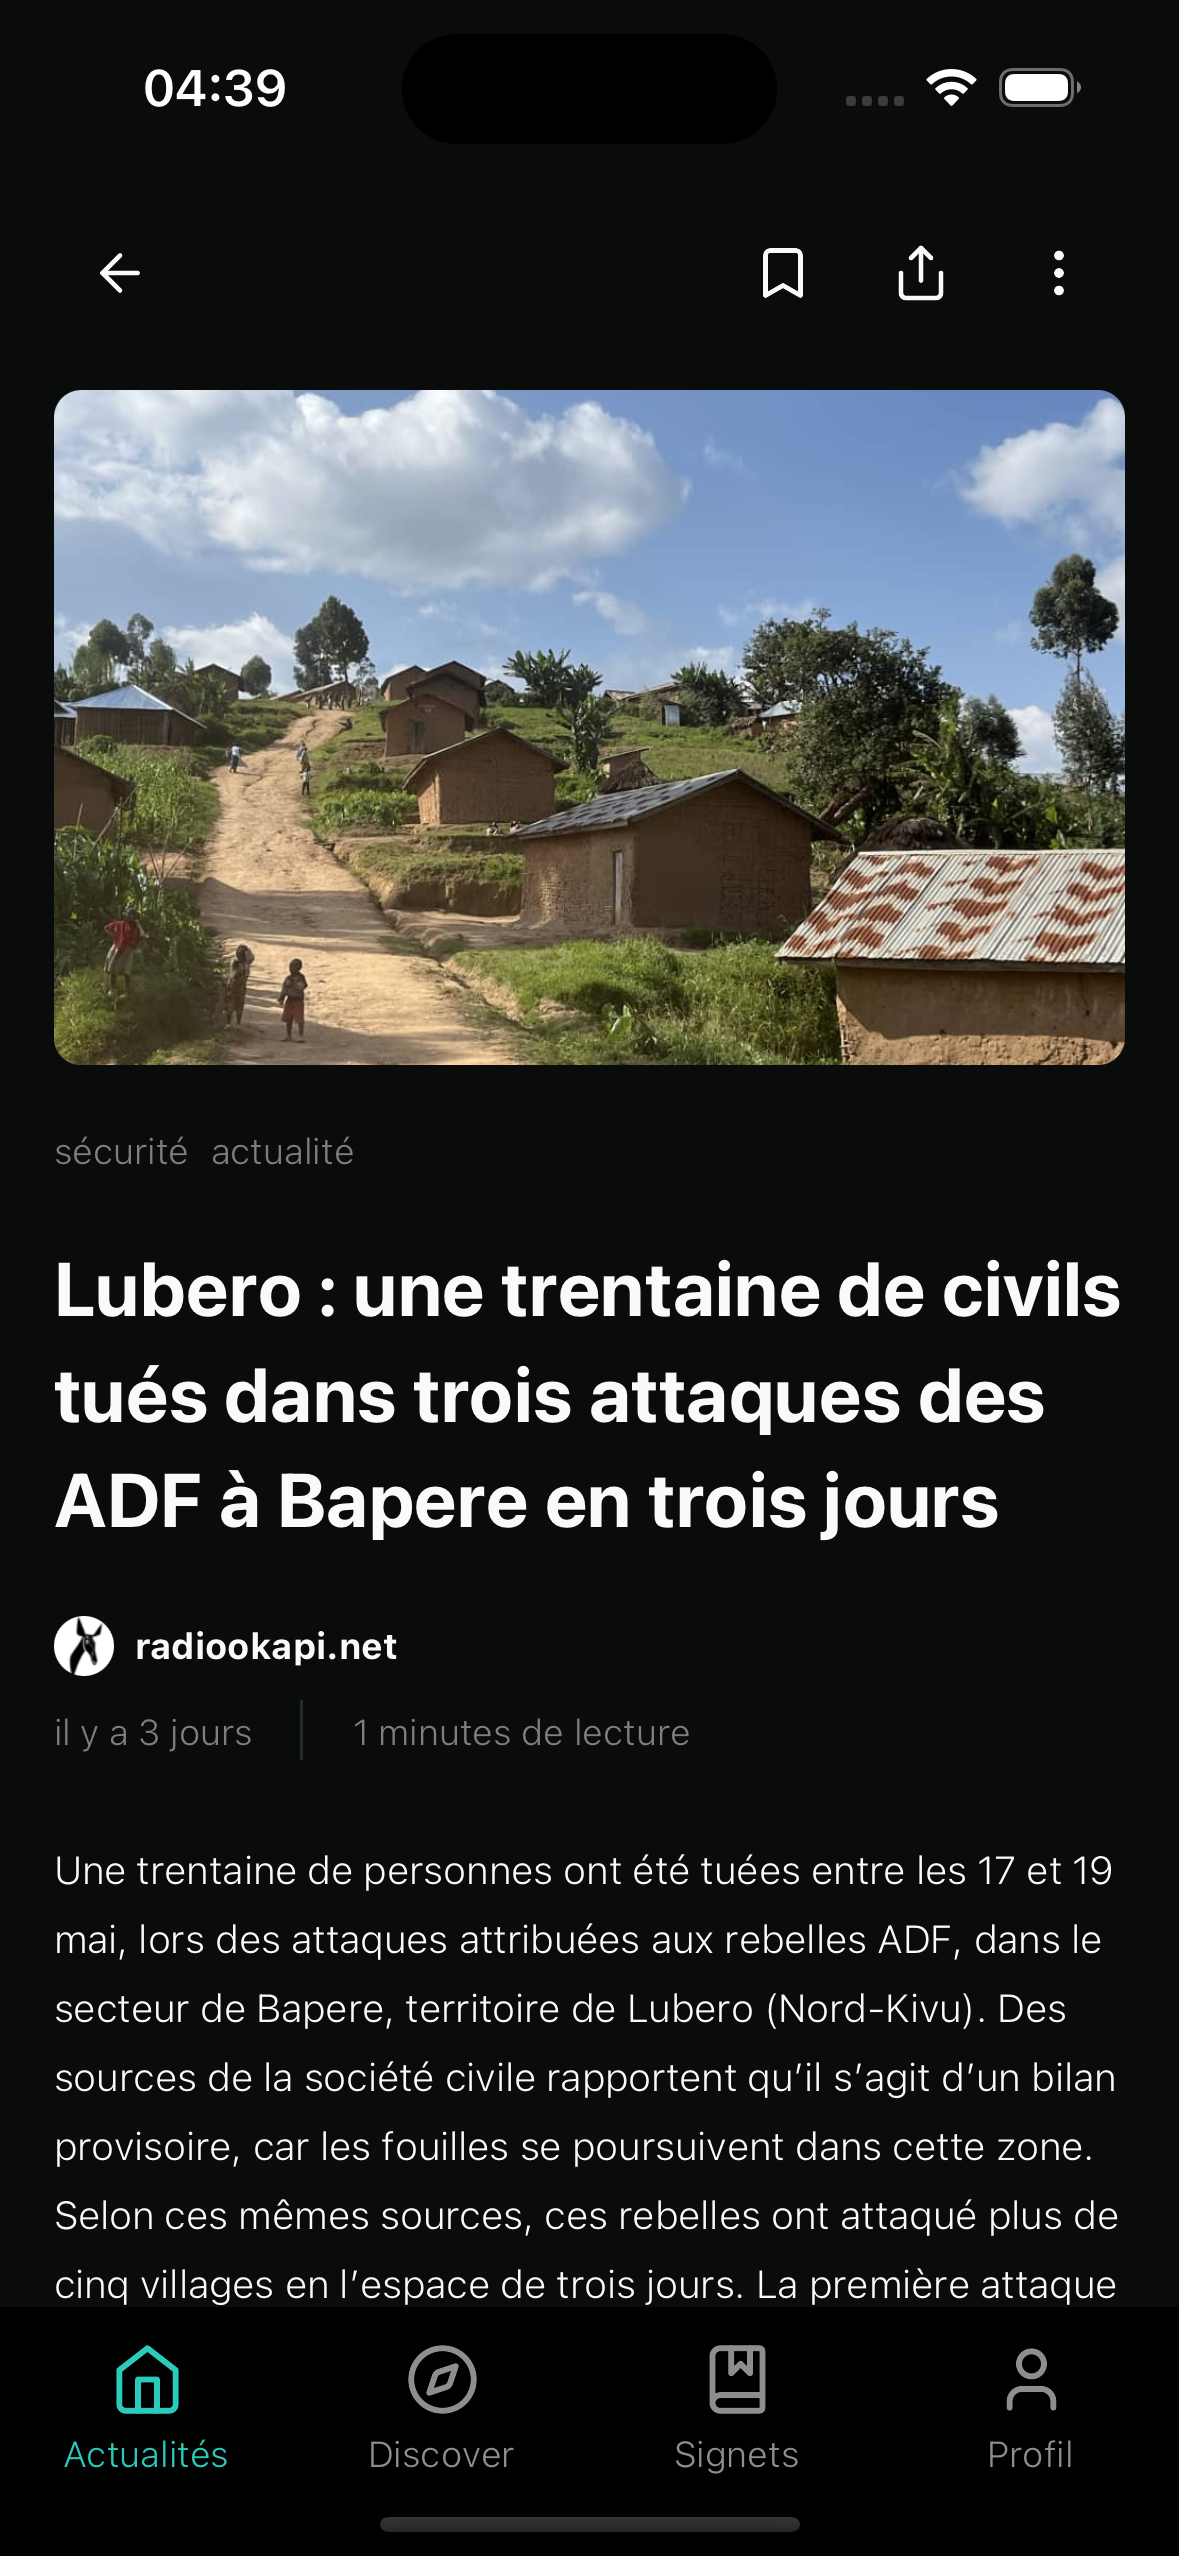 04:39
sécurité actualité
Lubero : une trentaine de civils
tués dans trois attaques des
ADF à Bapere en trois jours
radiookapi.net
il y a 3 jours
1 minutes de lecture
Une trentaine de personnes ont été tuées entre les 17 et 19
mai, lors des attaques attribuées aux rebelles ADF, dans le
secteur de Bapere, territoire de Lubero (Nord-Kivu). Des
sources de la société civile rapportent qu’il s’agit d’un bilan
provisoire, car les fouilles se poursuivent dans cette zone.
Selon ces mêmes sources, ces rebelles ont attaqué plus de
cinq villages en l’espace de trois jours. La première attaque
Actualités
Discover
Signets
Profil